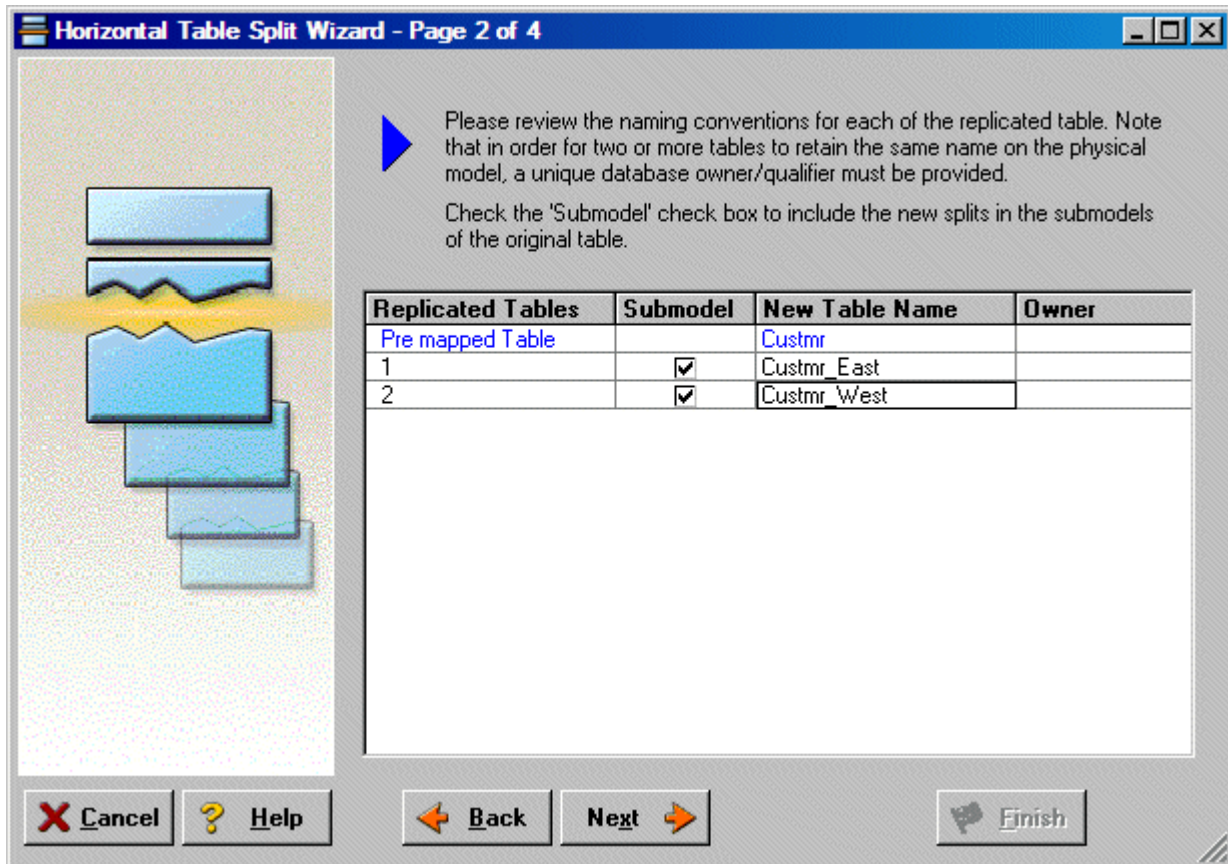 Horizontal Table Split Wizard - Page 2 of 4
Please review the naming conventions for each of the replicated table. Note
that in order for two or more tables to retain the same name on the physical
model, a unique database owner/qualifier must be provided.
Check the 'Submodel' check box to include the new splits in the submodels
of the original table.
Replicated Tables Submodel New Table Name Owner
Pre mapped Table Custmr
1 Custmr_East
2 Custmr_West
Cancel Help Back Next Finish